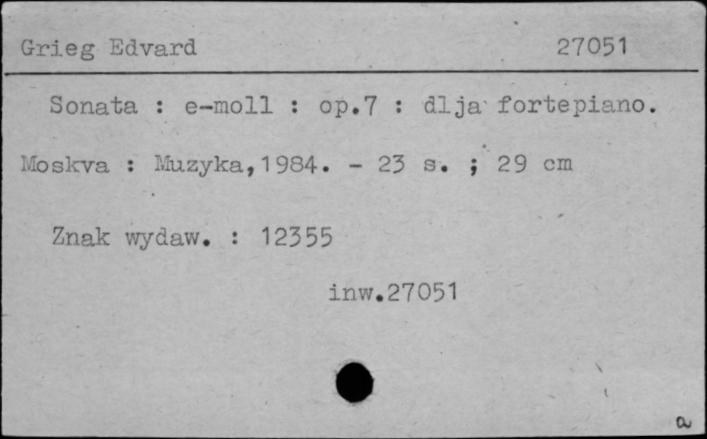 Grieg Edvard 27051
Sonata : e-moll : op.7 : dlja fortepiano.
Moskva : Muzyka,1984. - 23 s. ; 29 cm
Znak wydaw. : 12355
inw.27051
a